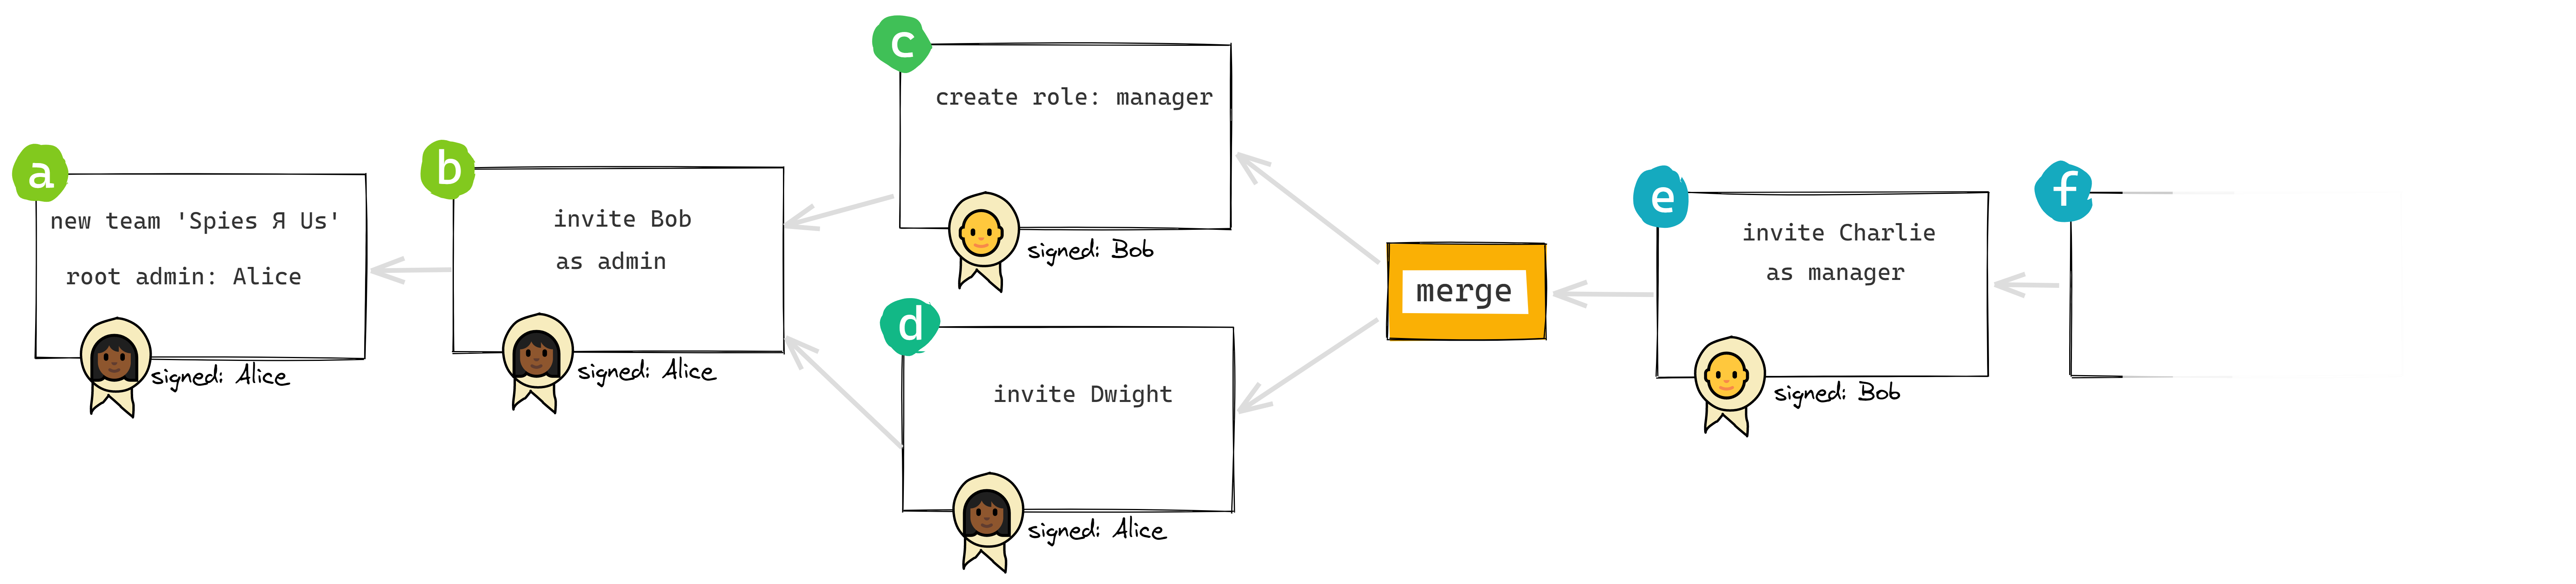 a
new team 'Spies Я Us'
root admin: Alice
signed: Alice
b
invite Bob
as admin
signed: Alice
c
create role: manager
signed: Bob
d
invite Dwight
signed: Alice
merge
e
invite Charlie
as manager
signed: Bob
f